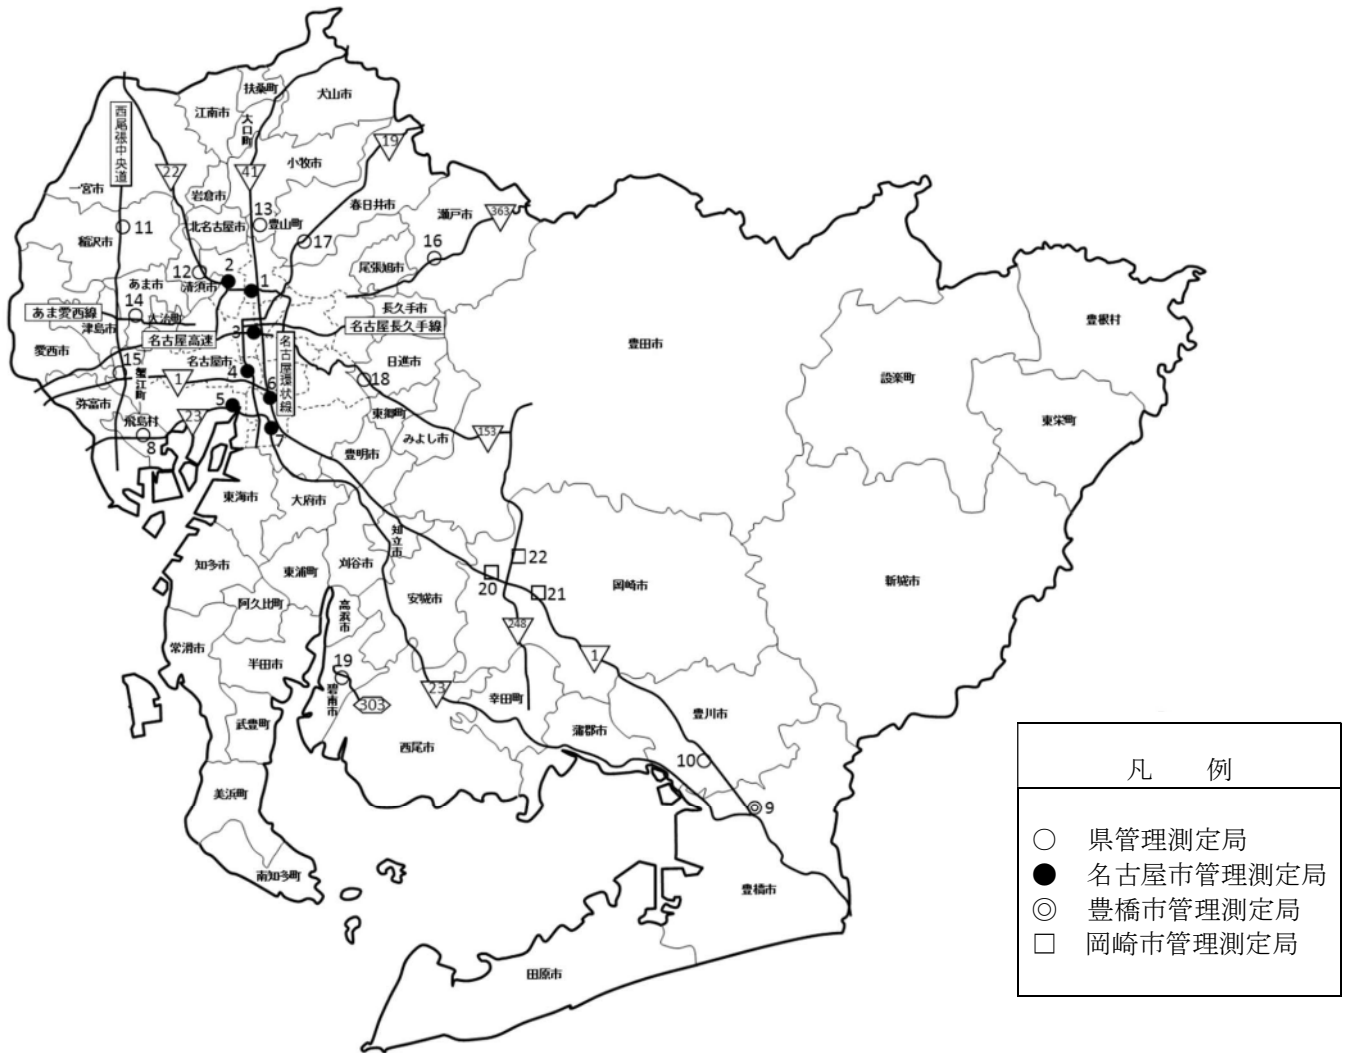 扶桑町
犬山市
江南市
大口町
西尾張中央道
19
小牧市
22
41
一宮市
岩倉市
春日井市
瀬戸市
363
13
11
北名古屋市
豊山町
稲沢市
17
16
2
1
12
尾張旭市
あま市
清須市
14
あま愛西線
大治町
長久手市
津島市
3
名古屋長久手線
名古屋高速
名古屋環状線
愛西市
15
名古屋市
4
日進市
蟹江町
1
6
18
弥富市
5
23
東郷町
飛島村
8
7
みよし市
153
豊明市
豊田市
豊根村
設楽町
東栄町
東海市
大府市
知立市
知多市
東浦町
刈谷市
22
20
21
岡崎市
新城市
阿久比町
高浜市
安城市
248
常滑市
半田市
1
19
碧南市
303
23
幸田町
武豊町
豊川市
蒲郡市
西尾市
10
美浜町
9
南知多町
豊橋市
田原市
凡 例
○ 県管理測定局
● 名古屋市管理測定局
◎ 豊橋市管理測定局
□ 岡崎市管理測定局